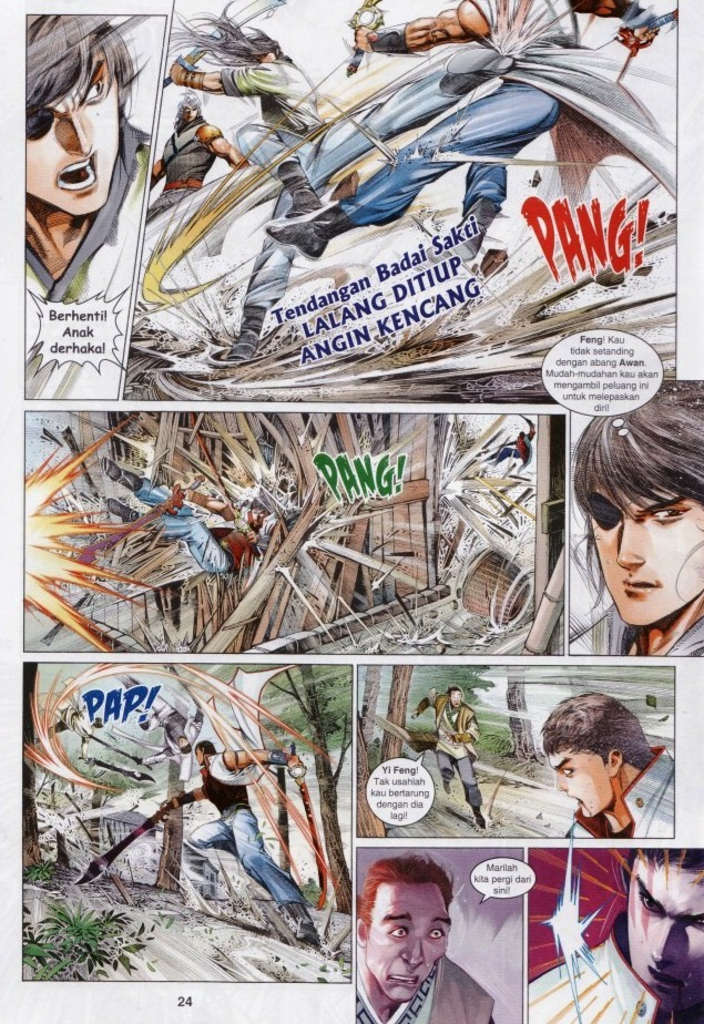 Berhenti!
Anak
derhaka!
Tendangan Badai Sakti
LALANG DITIUP
ANGIN KENCANG
PANG!
Feng! Kau
tidak setanding
dengan abang Awan.
Mudah-mudahan kau akan
mengambil peluang ini
untuk melepaskan
diri!
PANG!
PAP!
Yi Feng!
Tak usahlah
kau bertarung
dengan dia
lagi!
Marilah
kita pergi dari
sini!
24